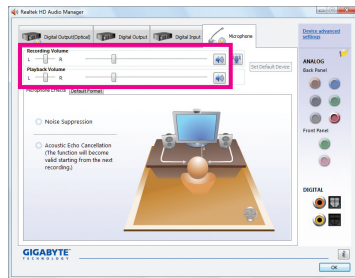 Realtek HD Audio Manager
Digital Output(Optical)
Digital Output
Digital Input
Microphone
Device advanced
settings
Recording Volume
L
R
Set Default Device
Playback Volume
L
R
ANALOG
Back Panel
Microphone Effects
Default Format
Noise Suppression
Acoustic Echo Cancellation
(The function will become
valid starting from the next
recording.)
Front Panel
DIGITAL
GIGABYTE
TECHNOLOGY
OK